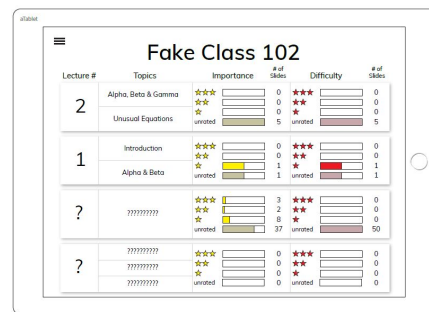 aTablet
Fake Class 102
Lecture # Topics Importance # of Slides Difficulty # of Slides
2
Alpha, Beta & Gamma
Unusual Equations
0 0
0 0
0 0
unrated 5 unrated 5
1
Introduction
Alpha & Beta
0 0
0 0
1 1
unrated 1 unrated 1
?
??????????
3 0
2 0
8 0
unrated 37 unrated 50
?
??????????
??????????
??????????
0 0
0 0
0 0
unrated 0 unrated 0